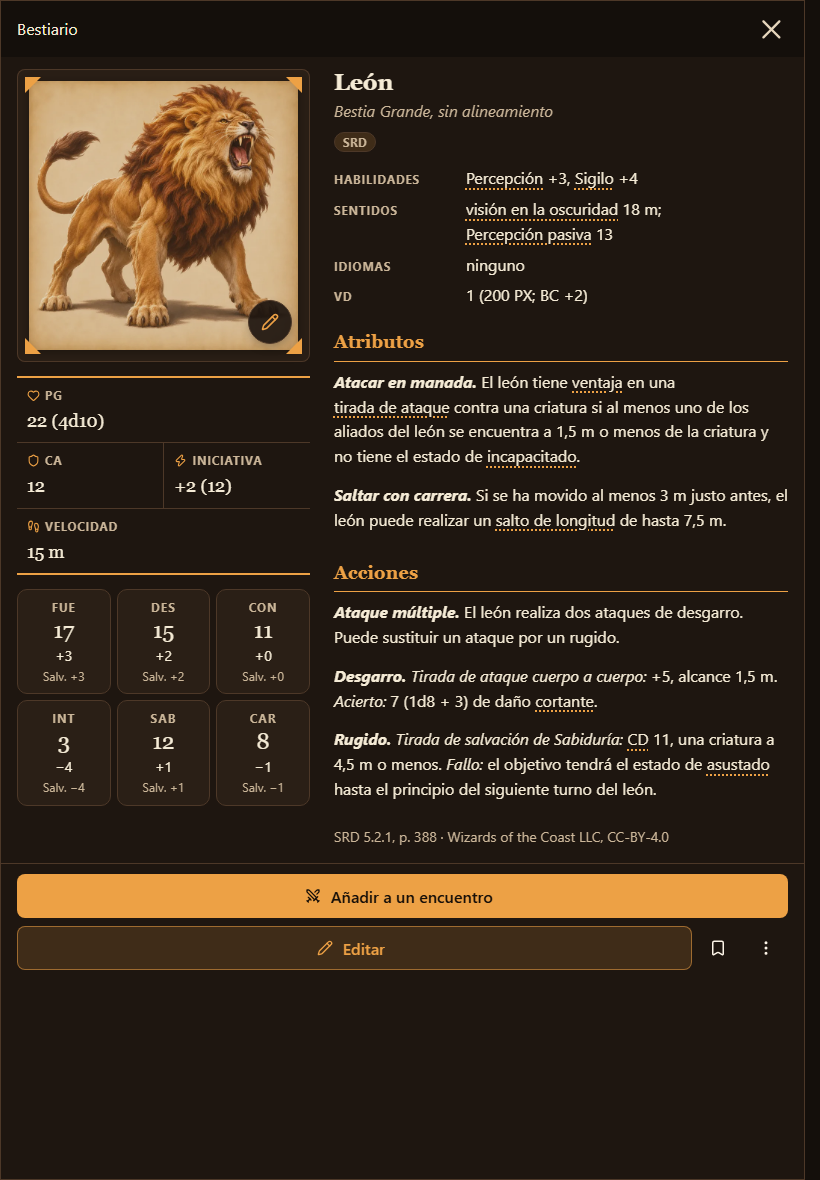 Bestiario
León
Bestia Grande, sin alineamiento
SRD
HABILIDADES Percepción +3, Sigilo +4
SENTIDOS visión en la oscuridad 18 m;
Percepción pasiva 13
IDIOMAS ninguno
VD 1 (200 PX; BC +2)
PG
22 (4d10)
CA
12
INICIATIVA
+2 (12)
VELOCIDAD
15 m
FUE
17
+3
Salv. +3
DES
15
+2
Salv. +2
CON
11
+0
Salv. +0
INT
3
−4
Salv. −4
SAB
12
+1
Salv. +1
CAR
8
−1
Salv. −1
Atributos
Atacar en manada. El león tiene ventaja en una
tirada de ataque contra una criatura si al menos uno de los
aliados del león se encuentra a 1,5 m o menos de la criatura y
no tiene el estado de incapacitado.
Saltar con carrera. Si se ha movido al menos 3 m justo antes, el
león puede realizar un salto de longitud de hasta 7,5 m.
Acciones
Ataque múltiple. El león realiza dos ataques de desgarro.
Puede sustituir un ataque por un rugido.
Desgarro. Tirada de ataque cuerpo a cuerpo: +5, alcance 1,5 m.
Acierto: 7 (1d8 + 3) de daño cortante.
Rugido. Tirada de salvación de Sabiduría: CD 11, una criatura a
4,5 m o menos. Fallo: el objetivo tendrá el estado de asustado
hasta el principio del siguiente turno del león.
SRD 5.2.1, p. 388 · Wizards of the Coast LLC, CC-BY-4.0
Añadir a un encuentro
Editar